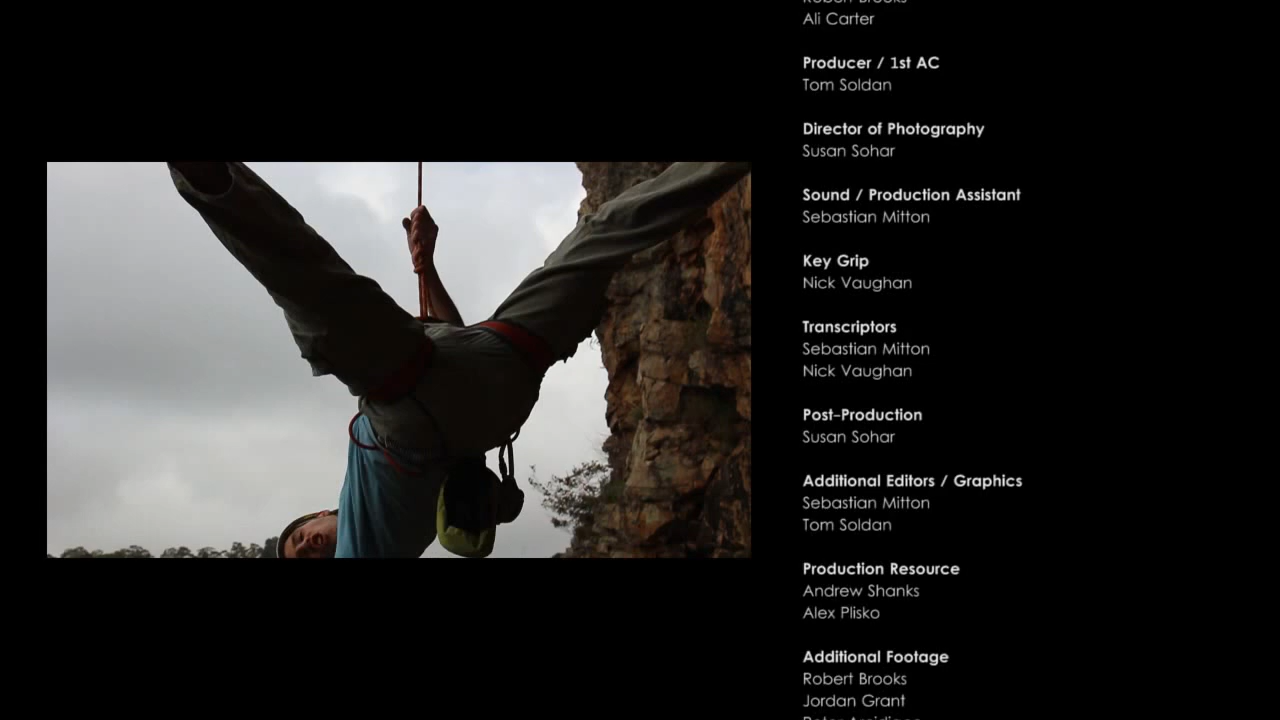 Robert Brooks
Ali Carter
Producer / 1st AC
Tom Soldan
Director of Photography
Susan Sohar
Sound / Production Assistant
Sebastian Mitton
Key Grip
Nick Vaughan
Transcriptors
Sebastian Mitton
Nick Vaughan
Post-Production
Susan Sohar
Additional Editors / Graphics
Sebastian Mitton
Tom Soldan
Production Resource
Andrew Shanks
Alex Plisko
Additional Footage
Robert Brooks
Jordan Grant